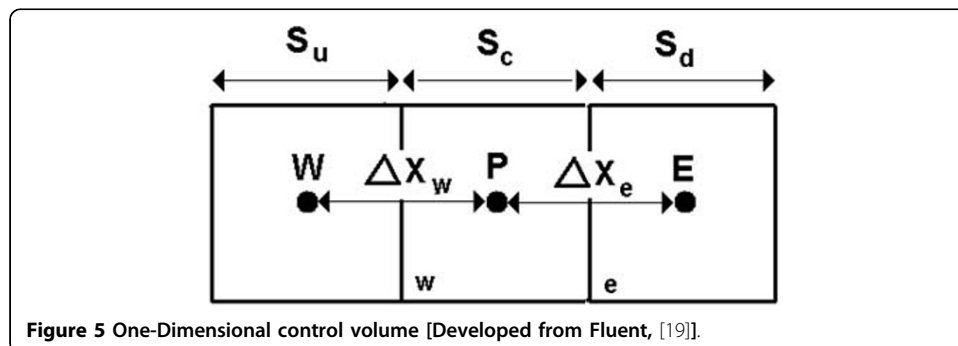 S_u S_c S_d
W △X_w P △X_e E
w e
Figure 5 One-Dimensional control volume [Developed from Fluent, [19]].